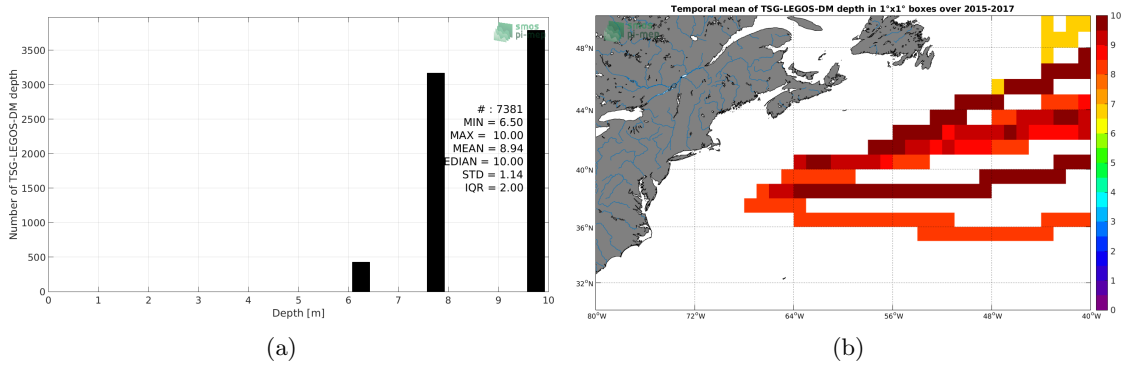 smos
pi-mep
Number of TSG-LEGOS-DM depth
3500
3000
2500
2000
1500
1000
500
0
# : 7381
MIN = 6.50
MAX = 10.00
MEAN = 8.94
EDIAN = 10.00
STD = 1.14
IQR = 2.00
0 1 2 3 4 5 6 7 8 9 10
Depth [m]
(a)
Temporal mean of TSG-LEGOS-DM depth in 1°x1° boxes over 2015-2017
smos
pi-mep
48°N
44°N
40°N
36°N
32°N
80°W 72°W 64°W 56°W 48°W 40°W
10
9
8
7
6
5
4
3
2
1
0
(b)